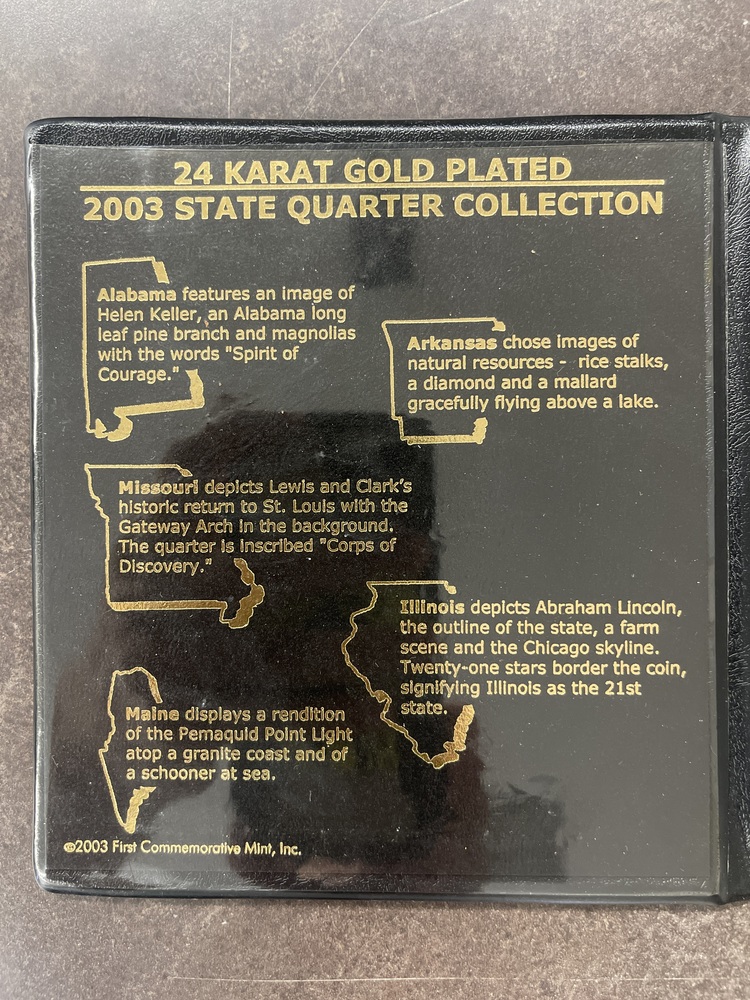 24 KARAT GOLD PLATED
2003 STATE QUARTER COLLECTION
Alabama features an image of
Helen Keller, an Alabama long
leaf pine branch and magnolias
with the words "Spirit of
Courage."
Arkansas chose images of
natural resources - rice stalks,
a diamond and a mallard
gracefully flying above a lake.
Missouri depicts Lewis and Clark's
historic return to St. Louis with the
Gateway Arch in the background.
The quarter is inscribed "Corps of
Discovery."
Illinois depicts Abraham Lincoln,
the outline of the state, a farm
scene and the Chicago skyline.
Twenty-one stars border the coin,
signifying Illinois as the 21st
state.
Maine displays a rendition
of the Pemaquid Point Light
atop a granite coast and of
a schooner at sea.
©2003 First Commemorative Mint, Inc.